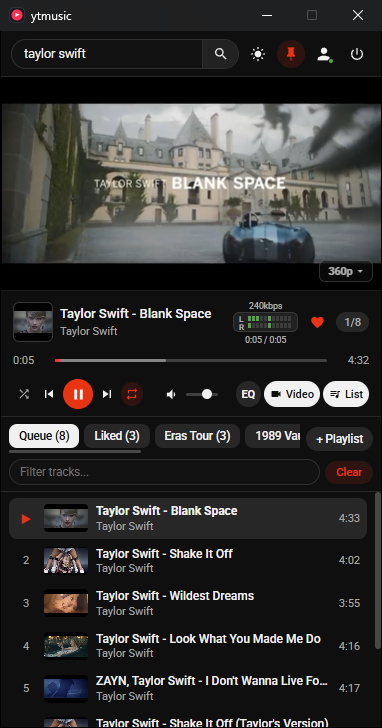 ytmusic
taylor swift
TAYLOR SWIFT BLANK SPACE
360p
Taylor Swift - Blank Space
Taylor Swift
240kbps
L
R
0:05 / 0:05
1/8
0:05
4:32
EQ
Video
List
Queue (8)
Liked (3)
Eras Tour (3)
1989 Vau
+ Playlist
Filter tracks...
Clear
Taylor Swift - Blank Space
Taylor Swift
4:33
2
Taylor Swift - Shake It Off
Taylor Swift
4:02
3
Taylor Swift - Wildest Dreams
Taylor Swift
3:55
4
Taylor Swift - Look What You Made Me Do
Taylor Swift
4:16
5
ZAYN, Taylor Swift - I Don't Wanna Live Fo...
Taylor Swift
4:17
Taylor Swift - Shake It Off (Taylor's Version)